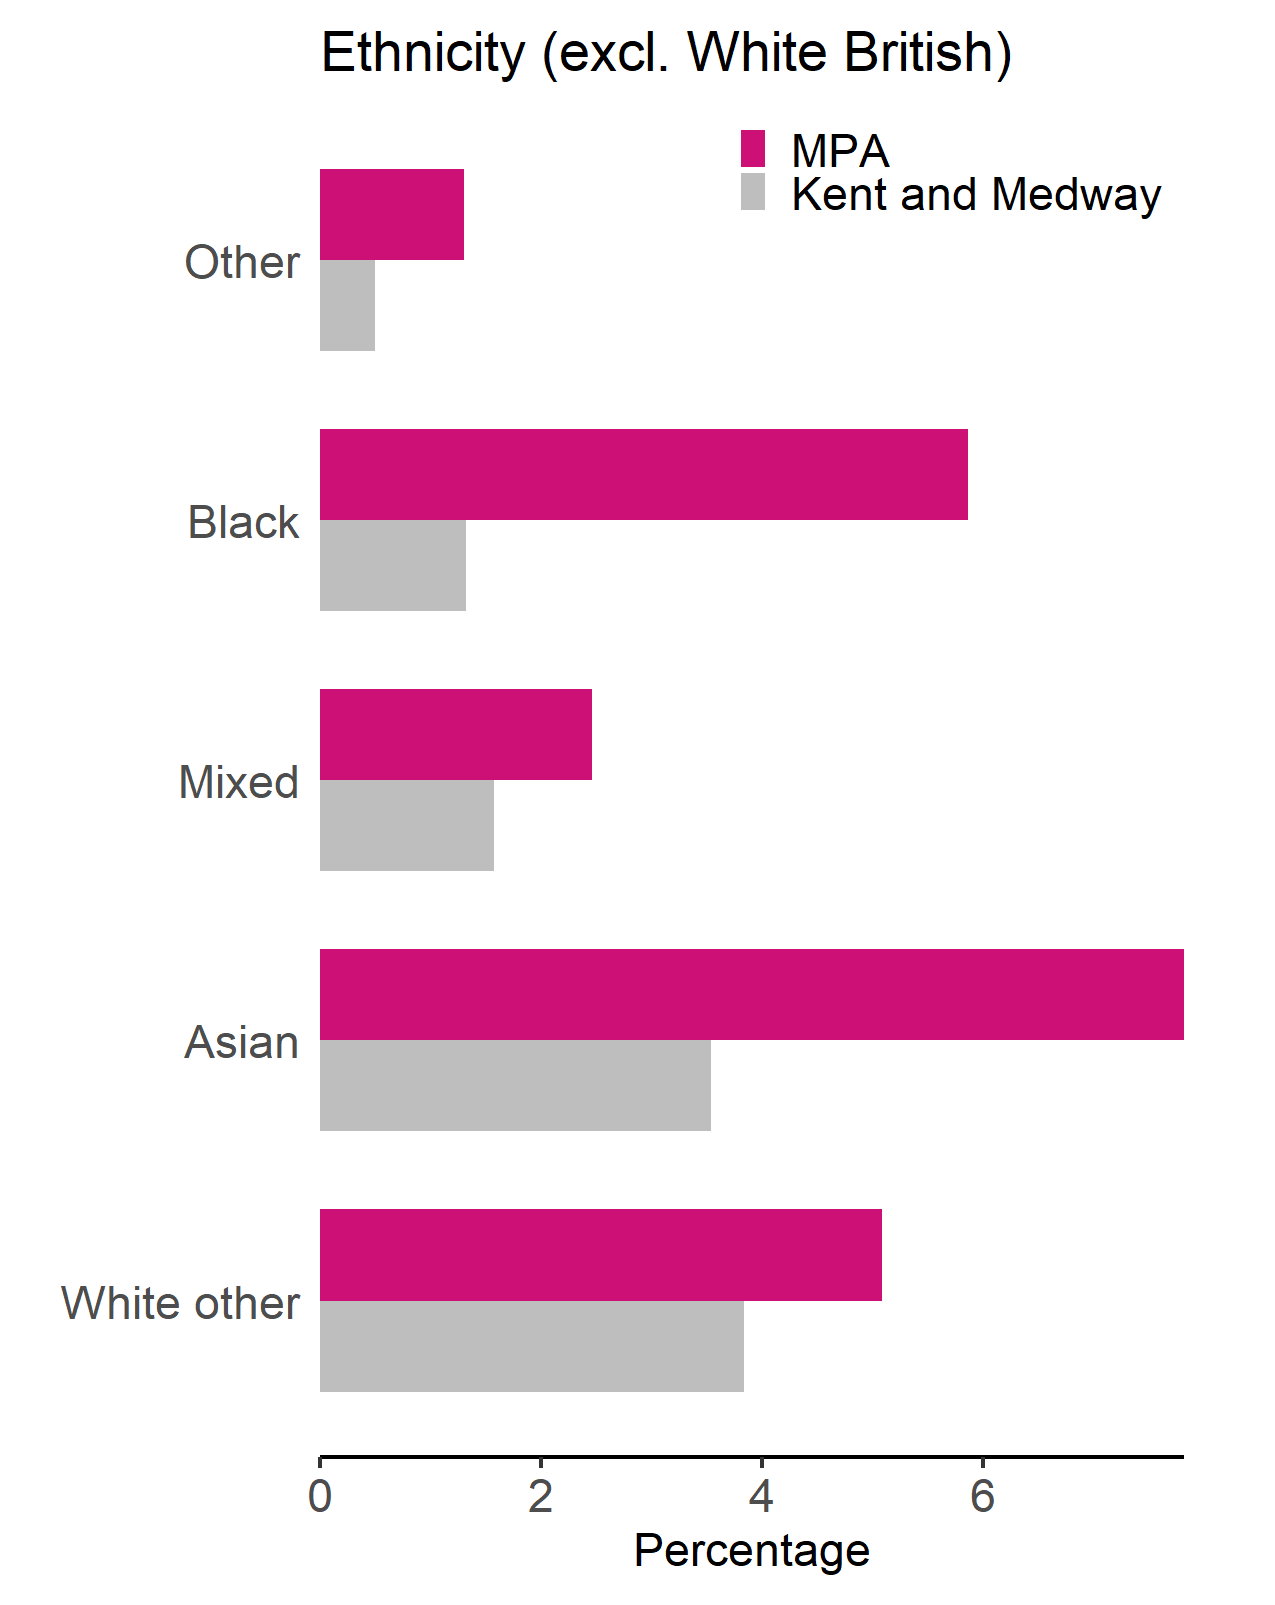 Ethnicity (excl. White British)
MPA
Kent and Medway
Other
Black
Mixed
Asian
White other
0 2 4 6
Percentage